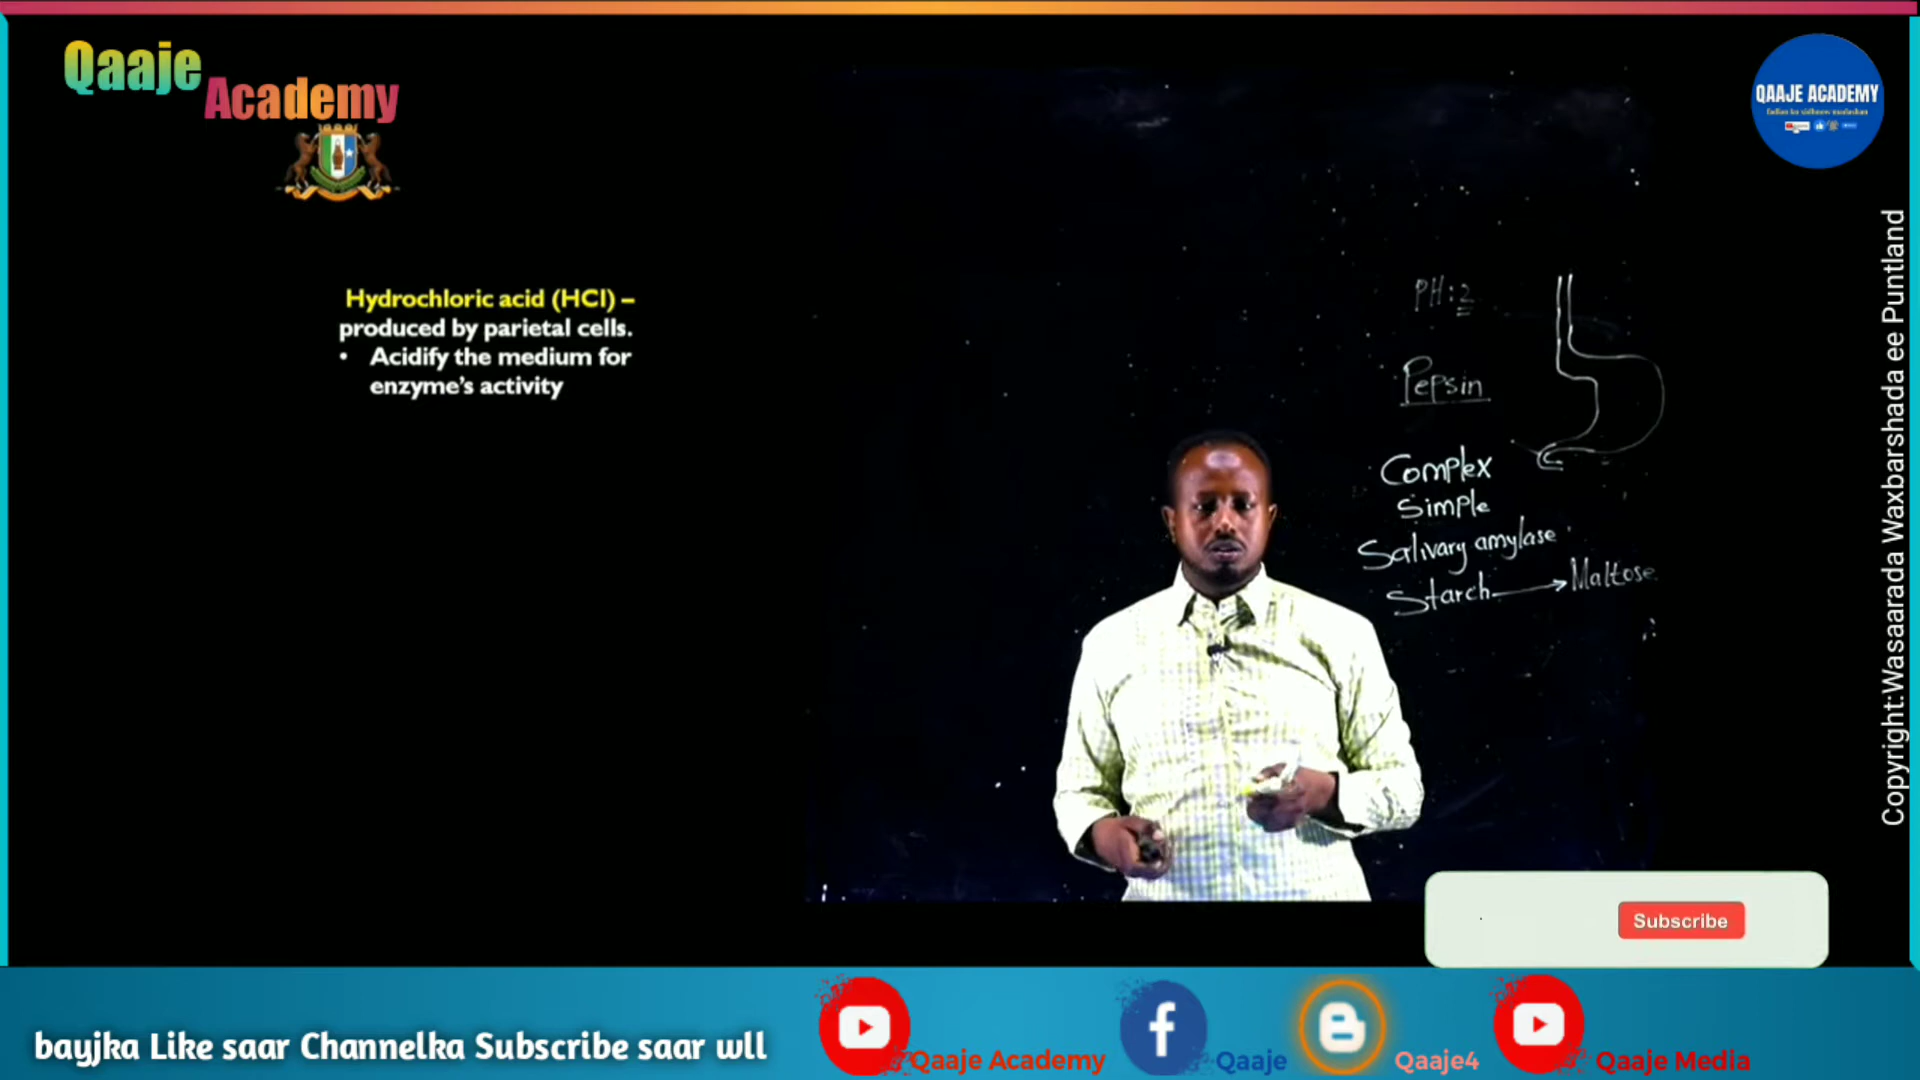 Qaaje
Academy
QAAJE ACADEMY
Hydrochloric acid (HCl) –
produced by parietal cells.
• Acidify the medium for
enzyme's activity
PH:2
Pepsin
Complex
Simple
Salivary amylase
Starch → Maltose
Copyright:Wasaarada Waxbarshada ee Puntland
Subscribe
bayjka Like saar Channelka Subscribe saar wll
Qaaje Academy
Qaaje
Qaaje4
Qaaje Media